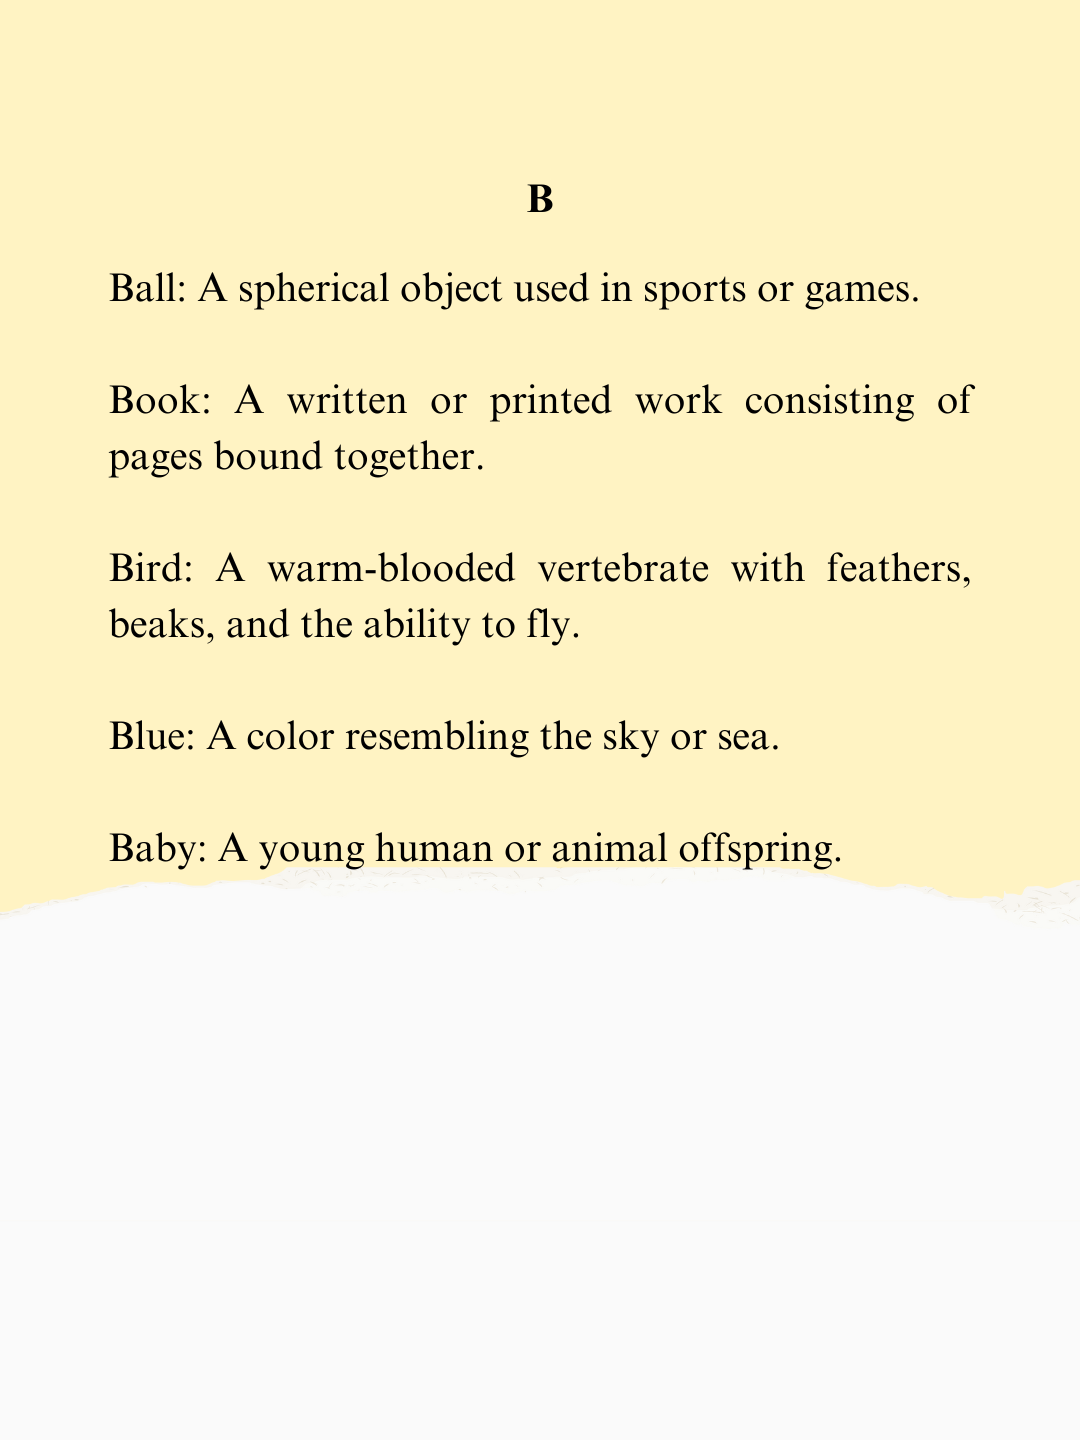 B
Ball: A spherical object used in sports or games.
Book: A written or printed work consisting of
pages bound together.
Bird: A warm-blooded vertebrate with feathers,
beaks, and the ability to fly.
Blue: A color resembling the sky or sea.
Baby: A young human or animal offspring.